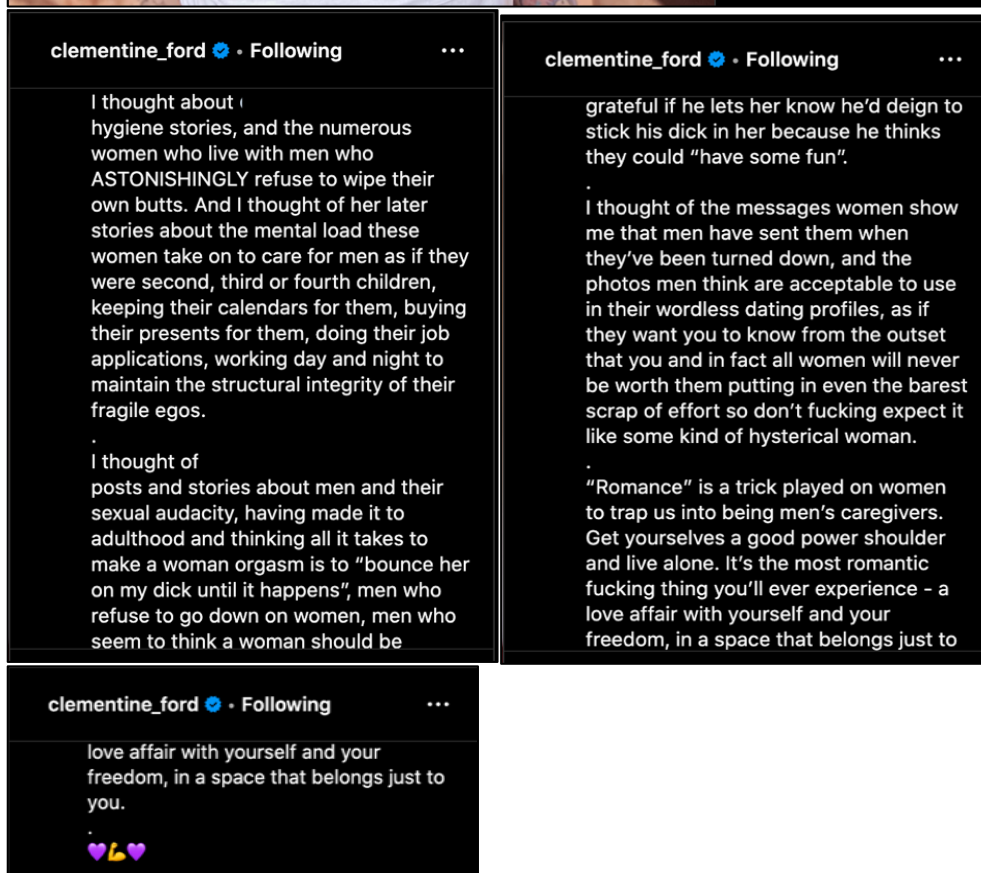 clementine_ford • Following
I thought about
hygiene stories, and the numerous
women who live with men who
ASTONISHINGLY refuse to wipe their
own butts. And I thought of her later
stories about the mental load these
women take on to care for men as if they
were second, third or fourth children,
keeping their calendars for them, buying
their presents for them, doing their job
applications, working day and night to
maintain the structural integrity of their
fragile egos.
.
I thought of
posts and stories about men and their
sexual audacity, having made it to
adulthood and thinking all it takes to
make a woman orgasm is to “bounce her
on my dick until it happens”, men who
refuse to go down on women, men who
seem to think a woman should be
clementine_ford • Following
grateful if he lets her know he’d deign to
stick his dick in her because he thinks
they could “have some fun”.
.
I thought of the messages women show
me that men have sent them when
they’ve been turned down, and the
photos men think are acceptable to use
in their wordless dating profiles, as if
they want you to know from the outset
that you and in fact all women will never
be worth them putting in even the barest
scrap of effort so don’t fucking expect it
like some kind of hysterical woman.
.
“Romance” is a trick played on women
to trap us into being men’s caregivers.
Get yourselves a good power shoulder
and live alone. It’s the most romantic
fucking thing you’ll ever experience - a
love affair with yourself and your
freedom, in a space that belongs just to
clementine_ford • Following
love affair with yourself and your
freedom, in a space that belongs just to
you.
.
💜💪💜